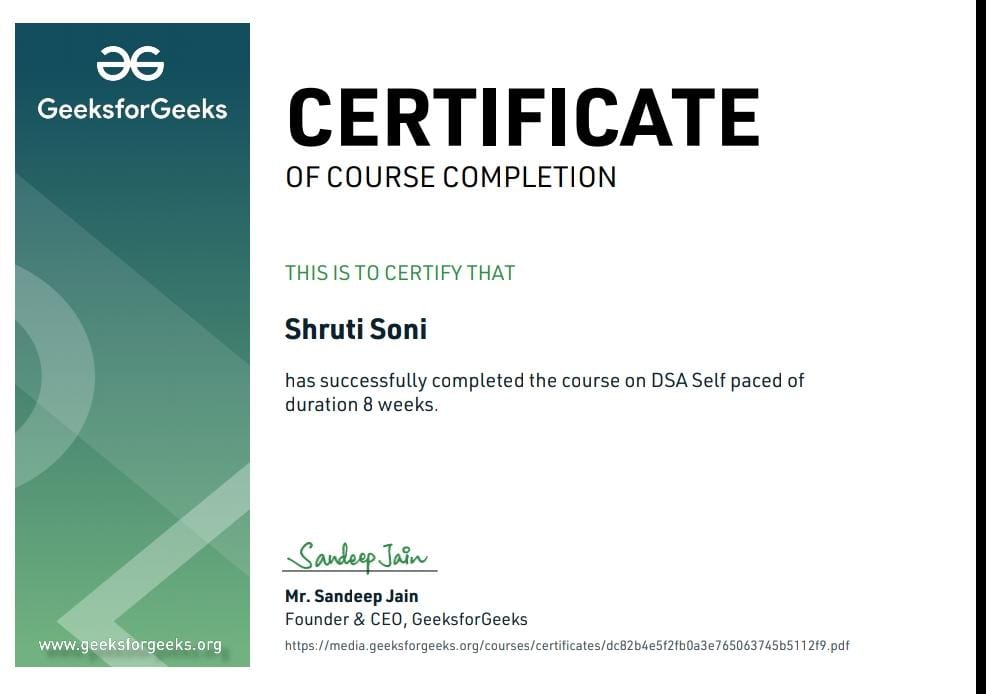 GeeksforGeeks
CERTIFICATE
OF COURSE COMPLETION
THIS IS TO CERTIFY THAT
Shruti Soni
has successfully completed the course on DSA Self paced of
duration 8 weeks.
Sandeep Jain
Mr. Sandeep Jain
Founder & CEO, GeeksforGeeks
https://media.geeksforgeeks.org/courses/certificates/dc82b4e5f2fb0a3e765063745b5112f9.pdf
www.geeksforgeeks.org